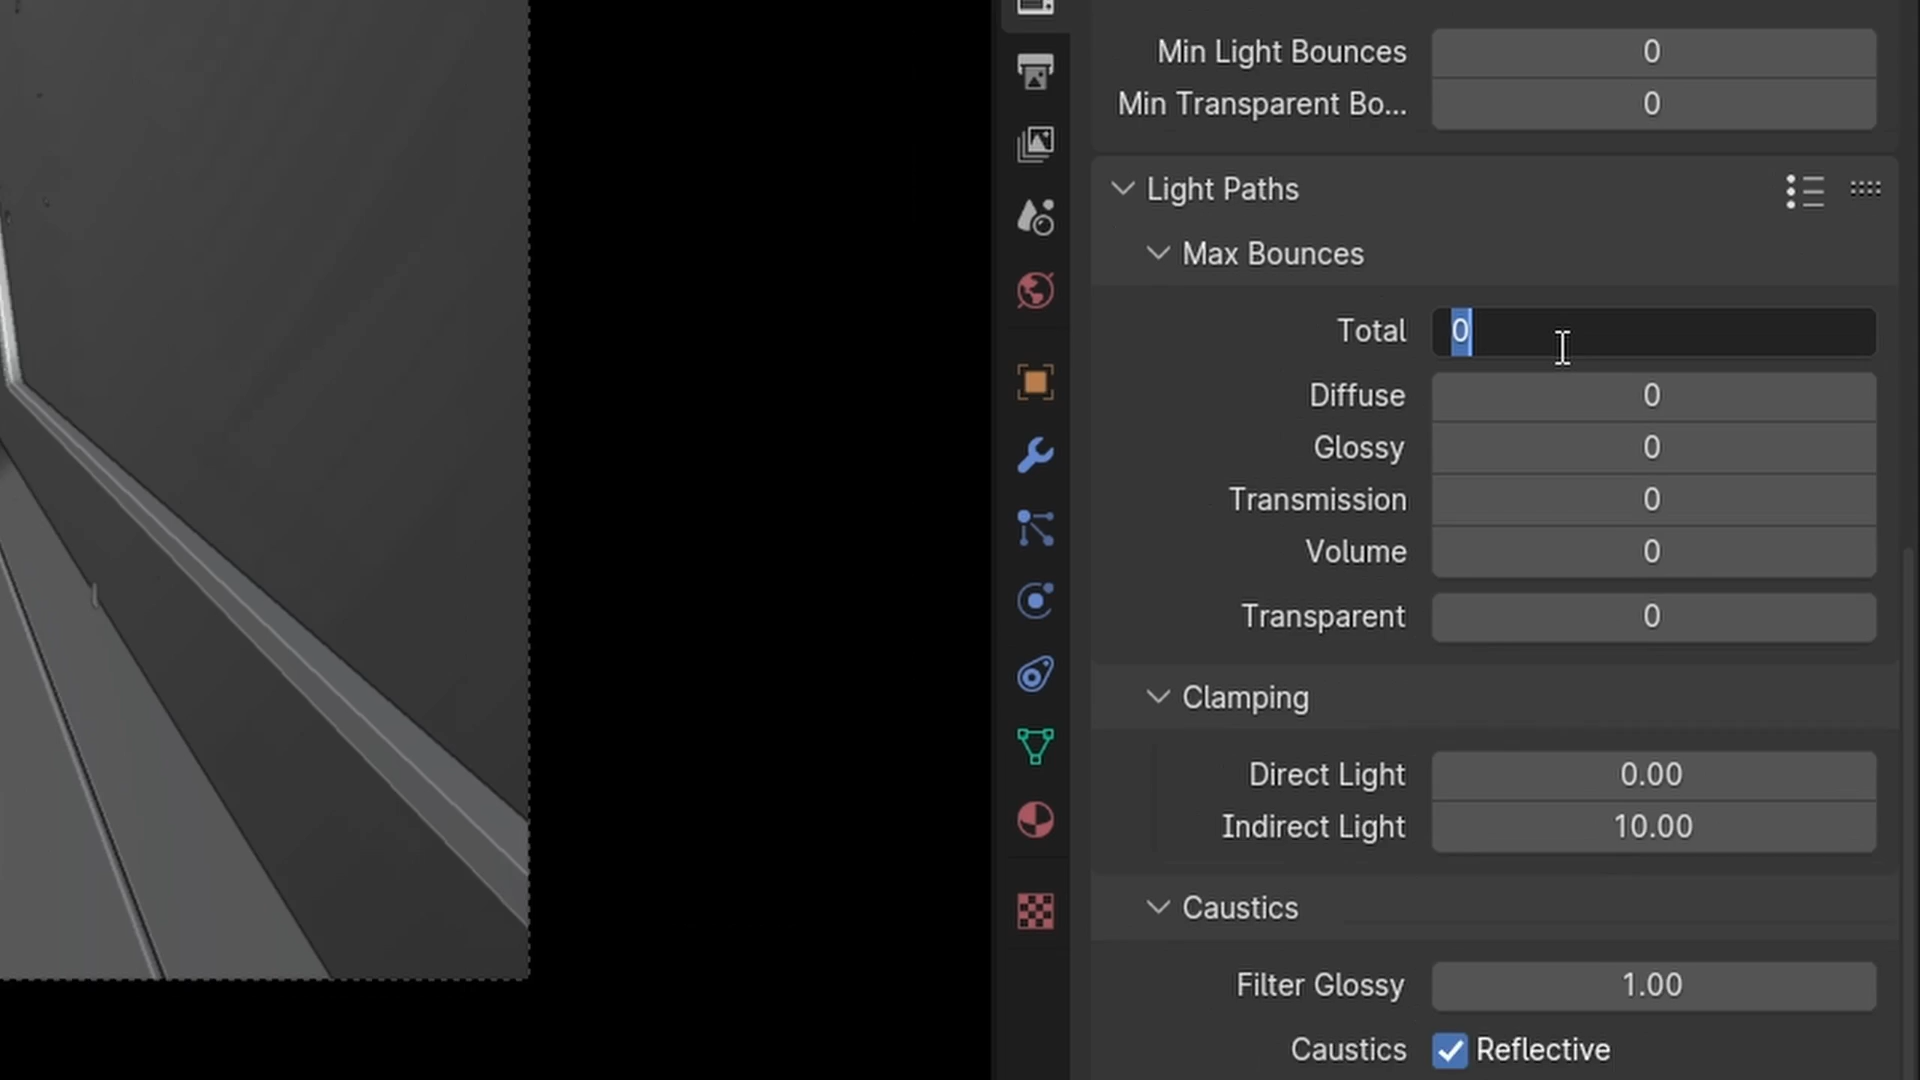 Min Light Bounces 0
Min Transparent Bo... 0
Light Paths
Max Bounces
Total 0
Diffuse 0
Glossy 0
Transmission 0
Volume 0
Transparent 0
Clamping
Direct Light 0.00
Indirect Light 10.00
Caustics
Filter Glossy 1.00
Caustics Reflective